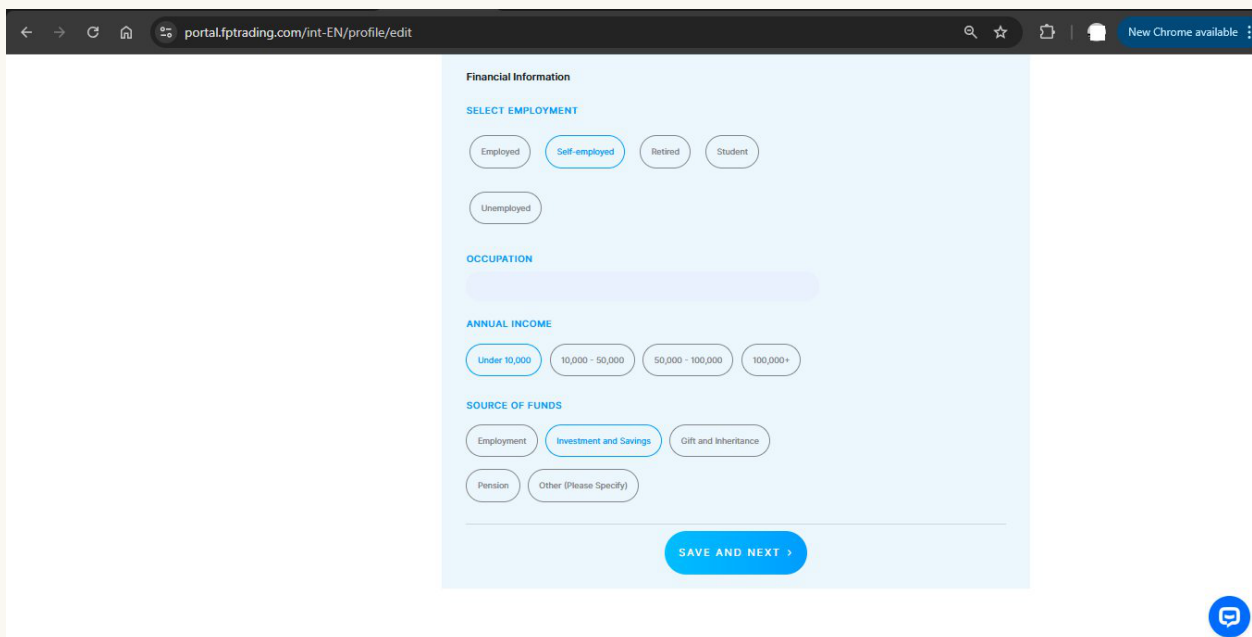 portal.fptrading.com/int-EN/profile/edit
New Chrome available
Financial Information
SELECT EMPLOYMENT
Employed Self-employed Retired Student
Unemployed
OCCUPATION
ANNUAL INCOME
Under 10,000 10,000 - 50,000 50,000 - 100,000 100,000+
SOURCE OF FUNDS
Employment Investment and Savings Gift and Inheritance
Pension Other (Please Specify)
SAVE AND NEXT >